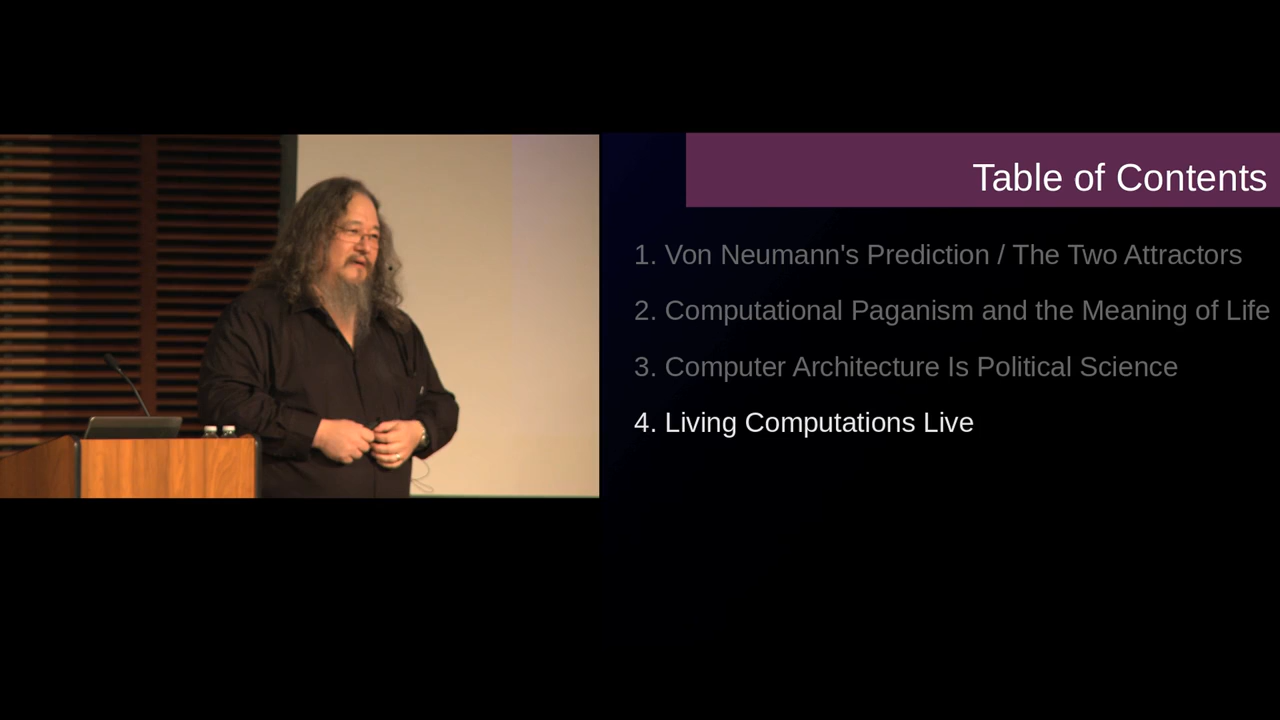 Table of Contents
1. Von Neumann's Prediction / The Two Attractors
2. Computational Paganism and the Meaning of Life
3. Computer Architecture Is Political Science
4. Living Computations Live